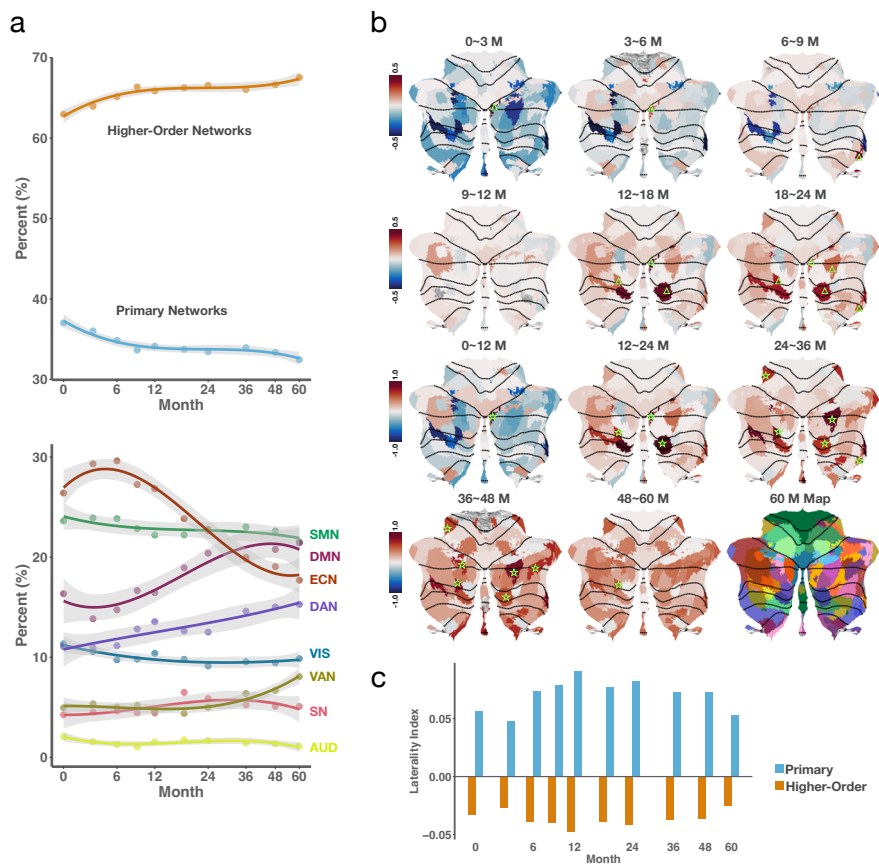 a
70
60
50
40
30
Percent (%)
Higher-Order Networks
Primary Networks
0 6 12 24 36 48 60
Month
30
20
10
0
Percent (%)
SMN
DMN
ECN
DAN
VIS
VAN
SN
AUD
0 6 12 24 36 48 60
Month
b
0~3 M 3~6 M 6~9 M
0.5
-0.5
9~12 M 12~18 M 18~24 M
0.5
-0.5
0~12 M 12~24 M 24~36 M
1.0
-1.0
36~48 M 48~60 M 60 M Map
1.0
-1.0
c
0.05
0.00
-0.05
Laterality Index
Primary
Higher-Order
0 6 12 24 36 48 60
Month